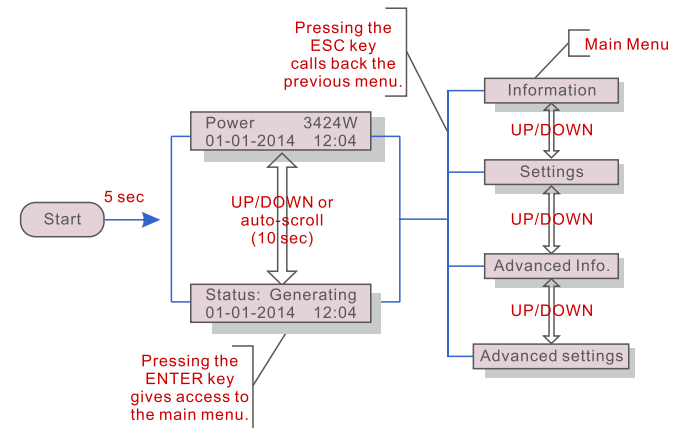 Pressing the
ESC key
calls back the
previous menu.
Main Menu
Information
UP/DOWN
Settings
UP/DOWN
Advanced Info.
UP/DOWN
Advanced settings
Power 3424W
01-01-2014 12:04
Start
5 sec
UP/DOWN or
auto-scroll
(10 sec)
Status: Generating
01-01-2014 12:04
Pressing the
ENTER key
gives access to
the main menu.